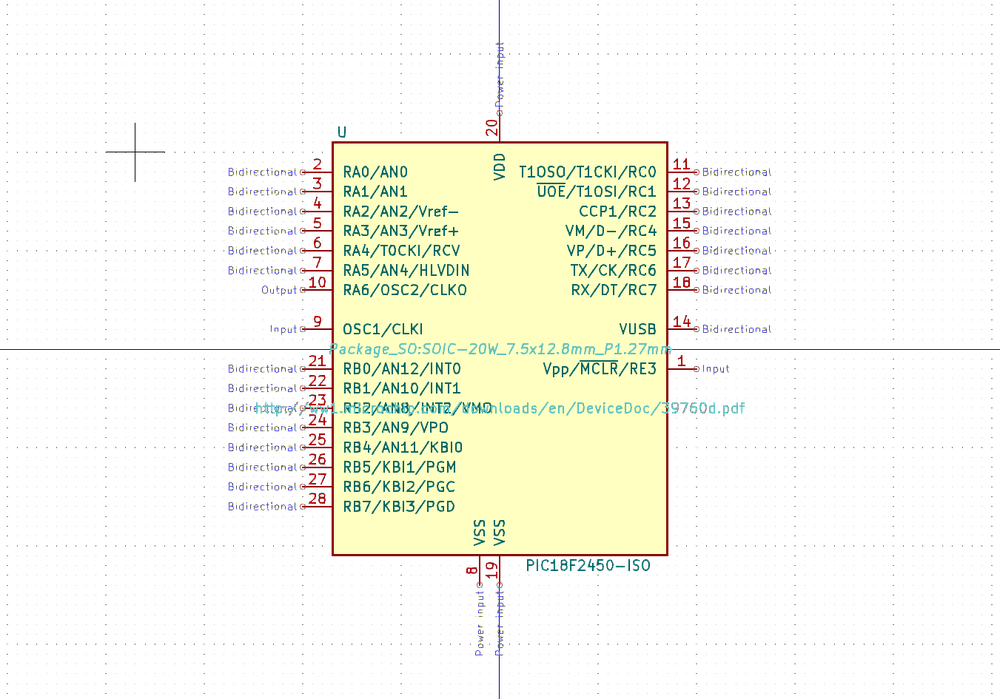 Power input
20
U
VDD
Bidirectional 2 RA0/AN0 T1OSO/T1CKI/RC0 11 Bidirectional
Bidirectional 3 RA1/AN1 UOE/T1OSI/RC1 12 Bidirectional
Bidirectional 4 RA2/AN2/Vref- CCP1/RC2 13 Bidirectional
Bidirectional 5 RA3/AN3/Vref+ VM/D-/RC4 15 Bidirectional
Bidirectional 6 RA4/T0CKI/RCV VP/D+/RC5 16 Bidirectional
Bidirectional 7 RA5/AN4/HLVDIN TX/CK/RC6 17 Bidirectional
Output 10 RA6/OSC2/CLKO RX/DT/RC7 18 Bidirectional
Input 9 OSC1/CLKI VUSB 14 Bidirectional
Package_SO:SOIC-20W_7.5x12.8mm_P1.27mm
Bidirectional 21 RB0/AN12/INT0 Vpp/MCLR/RE3 1 Input
Bidirectional 22 RB1/AN10/INT1
Bidirectional 23 RB2/AN8/INT2/VMO
http://ww1.microchip.com/downloads/en/DeviceDoc/39760d.pdf
Bidirectional 24 RB3/AN9/VPO
Bidirectional 25 RB4/AN11/KBI0
Bidirectional 26 RB5/KBI1/PGM
Bidirectional 27 RB6/KBI2/PGC
Bidirectional 28 RB7/KBI3/PGD
VSS VSS
8 19
PIC18F2450-ISO
Power input Power input